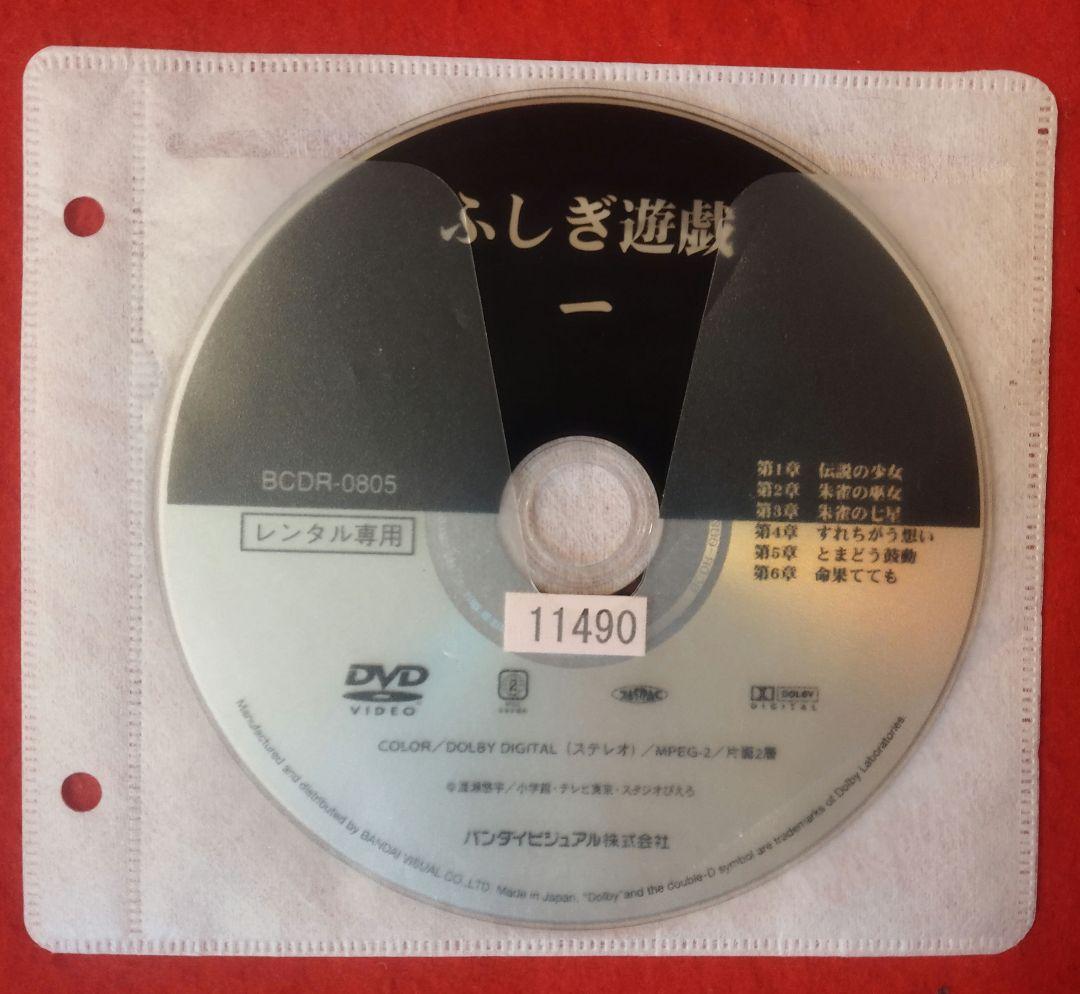 ふしぎ遊戯
一
BCDR-0805
レンタル専用
第1章 伝説の少女
第2章 朱雀の巫女
第3章 朱雀の七星
第4章 すれちがう想い
第5章 とまどう鼓動
第6章 命果てても
11490
DVD
VIDEO
2
DOLBY
DIGITAL
COLOR/DOLBY DIGITAL(ステレオ)/MPEG-2/片面2層
©渡瀬悠宇/小学館・テレビ東京・スタジオぴえろ
バンダイビジュアル株式会社
Manufactured and distributed by BANDAI VISUAL CO.,LTD. Made in Japan. "Dolby" and the double-D symbol are trademarks of Dolby Laboratories.